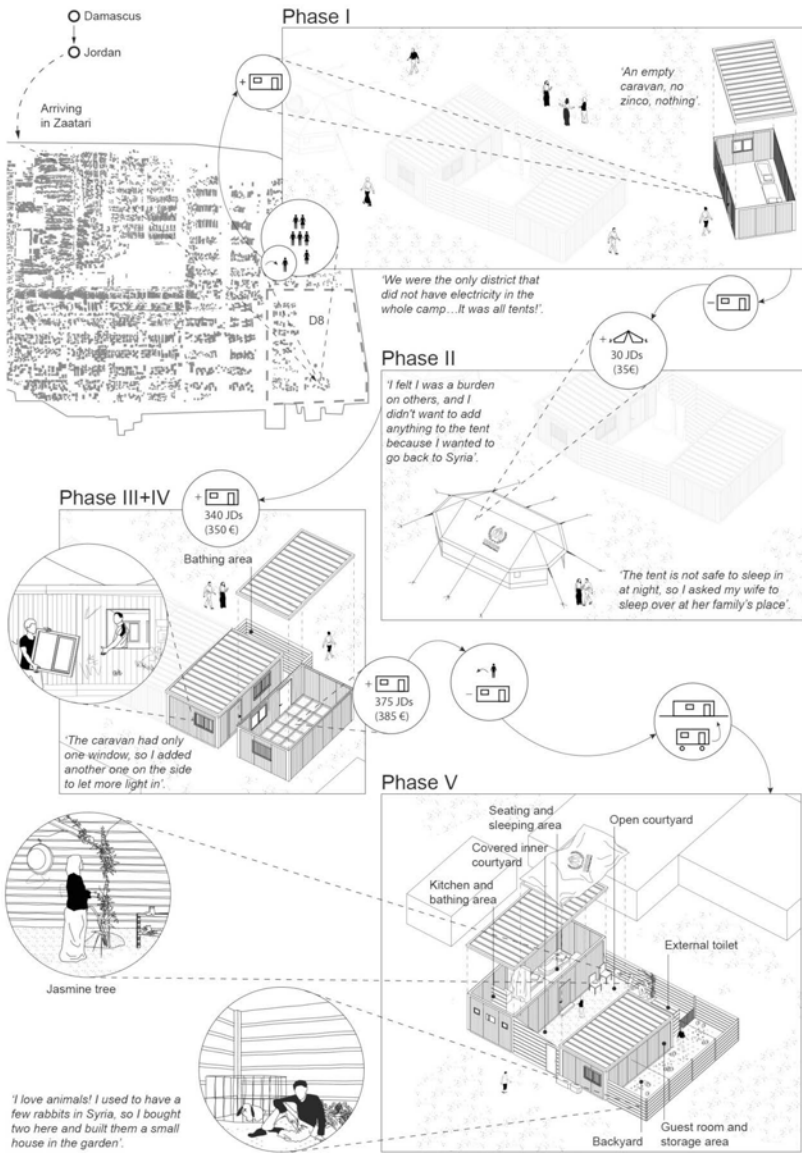 Damascus
Jordan
Arriving
in Zaatari
D8
Phase I
+
'An empty
caravan, no
zinco, nothing'.
'We were the only district that
did not have electricity in the
whole camp…It was all tents!'.
−
+
30 JDs
(35€)
Phase II
'I felt I was a burden
on others, and I
didn't want to add
anything to the tent
because I wanted to
go back to Syria'.
'The tent is not safe to sleep in
at night, so I asked my wife to
sleep over at her family's place'.
Phase III+IV
+
340 JDs
(350 €)
Bathing area
+
375 JDs
(385 €)
−
'The caravan had only
one window, so I added
another one on the side
to let more light in'.
Phase V
Seating and
sleeping area
Open courtyard
Covered inner
courtyard
Kitchen and
bathing area
External toilet
Backyard
Guest room and
storage area
Jasmine tree
'I love animals! I used to have a
few rabbits in Syria, so I bought
two here and built them a small
house in the garden'.